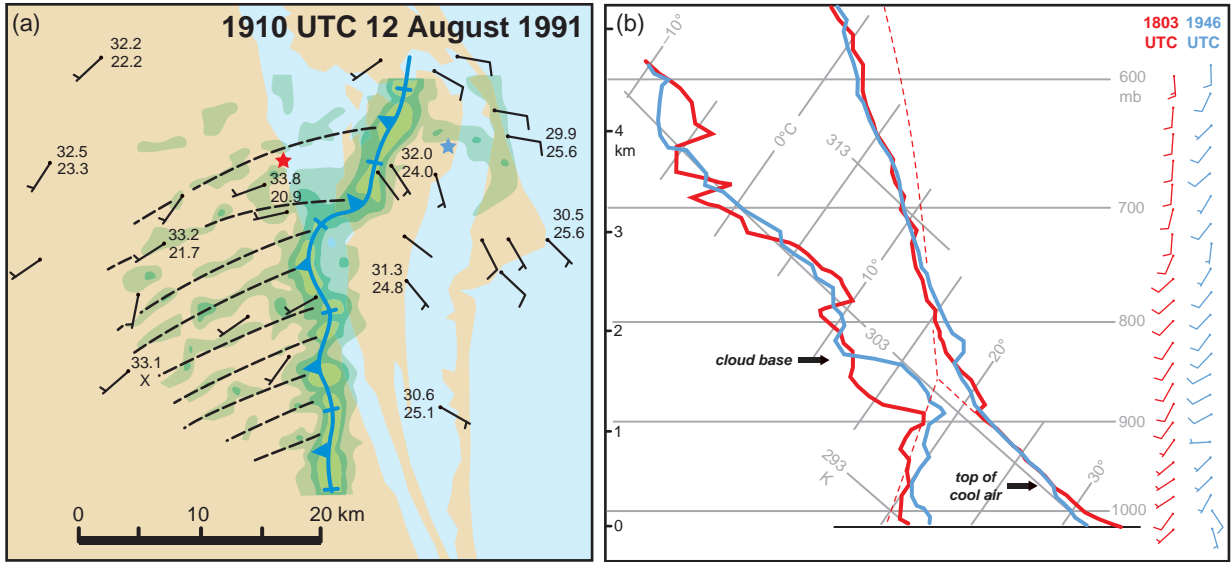 (a)
1910 UTC 12 August 1991
32.2
22.2
32.5
23.3
33.8
20.9
32.0
24.0
29.9
25.6
33.2
21.7
30.5
25.6
31.3
24.8
33.1
X
30.6
25.1
0 10 20 km
(b)
1803 1946
UTC UTC
-10°
600
mb
4
km
0°C
313
700
3
10°
800
2
303
20°
cloud base
900
1
293
K
top of
cool air
30°
1000
0